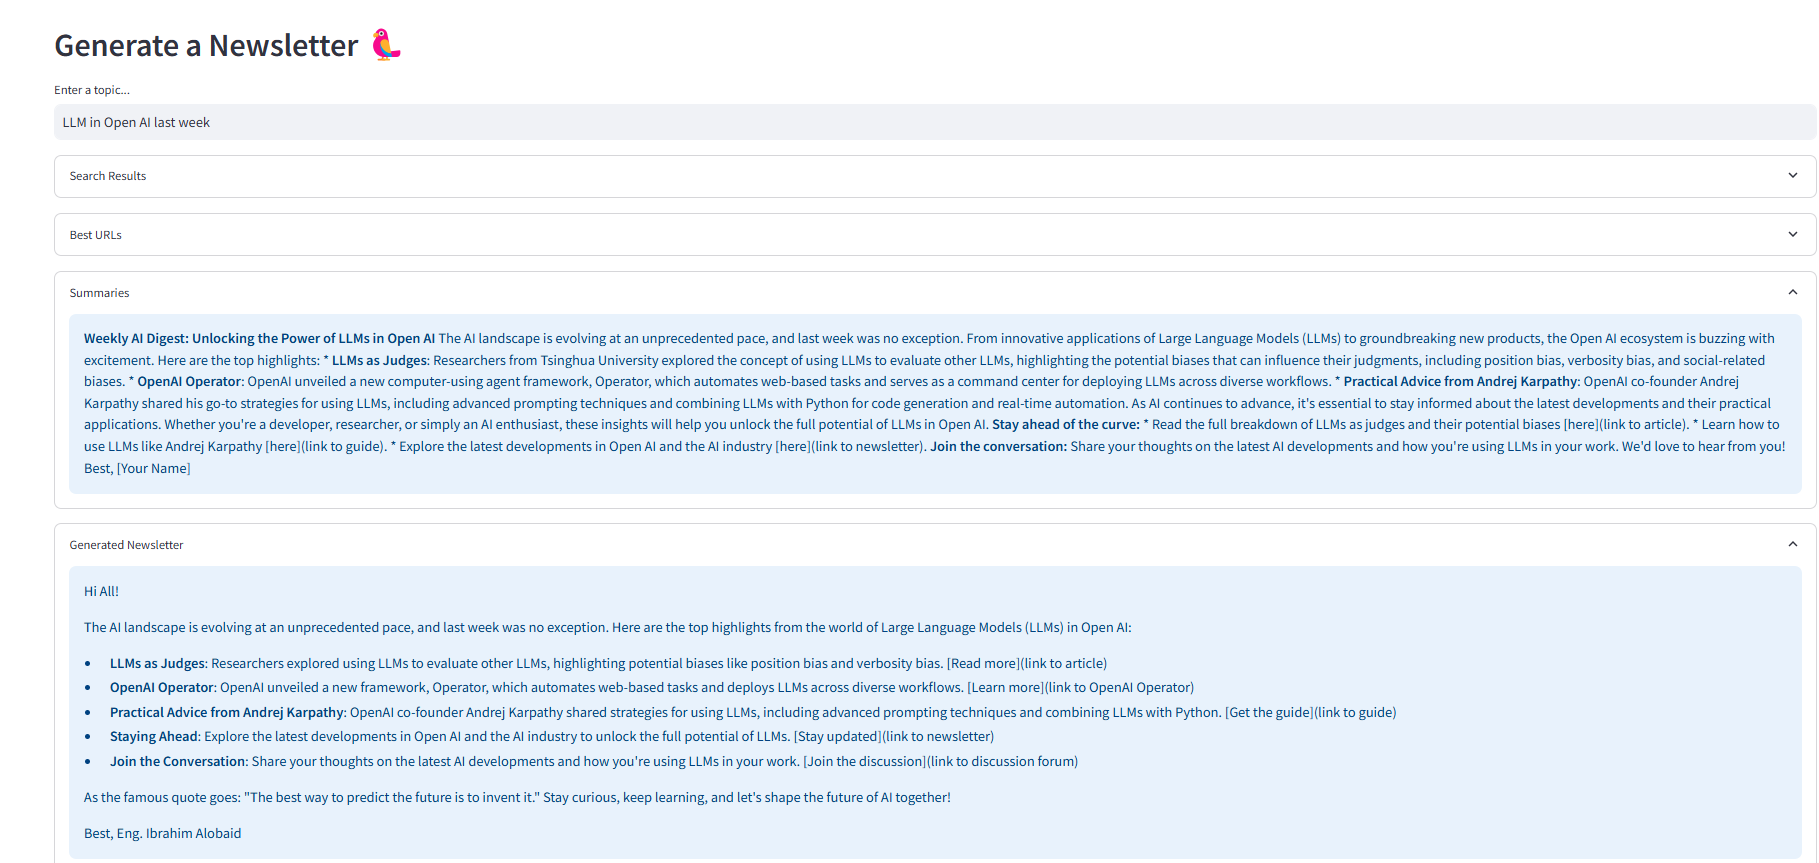 Generate a Newsletter
Enter a topic...
LLM in Open AI last week
Search Results
Best URLs
Summaries
Weekly AI Digest: Unlocking the Power of LLMs in Open AI The AI landscape is evolving at an unprecedented pace, and last week was no exception. From innovative applications of Large Language Models (LLMs) to groundbreaking new products, the Open AI ecosystem is buzzing with
excitement. Here are the top highlights: * LLMs as Judges: Researchers from Tsinghua University explored the concept of using LLMs to evaluate other LLMs, highlighting the potential biases that can influence their judgments, including position bias, verbosity bias, and social-related
biases. * OpenAI Operator: OpenAI unveiled a new computer-using agent framework, Operator, which automates web-based tasks and serves as a command center for deploying LLMs across diverse workflows. * Practical Advice from Andrej Karpathy: OpenAI co-founder Andrej
Karpathy shared his go-to strategies for using LLMs, including advanced prompting techniques and combining LLMs with Python for code generation and real-time automation. As AI continues to advance, it's essential to stay informed about the latest developments and their practical
applications. Whether you're a developer, researcher, or simply an AI enthusiast, these insights will help you unlock the full potential of LLMs in Open AI. Stay ahead of the curve: * Read the full breakdown of LLMs as judges and their potential biases [here](link to article). * Learn how to
use LLMs like Andrej Karpathy [here](link to guide). * Explore the latest developments in Open AI and the AI industry [here](link to newsletter). Join the conversation: Share your thoughts on the latest AI developments and how you're using LLMs in your work. We'd love to hear from you!
Best, [Your Name]
Generated Newsletter
Hi All!
The AI landscape is evolving at an unprecedented pace, and last week was no exception. Here are the top highlights from the world of Large Language Models (LLMs) in Open AI:
• LLMs as Judges: Researchers explored using LLMs to evaluate other LLMs, highlighting potential biases like position bias and verbosity bias. [Read more](link to article)
• OpenAI Operator: OpenAI unveiled a new framework, Operator, which automates web-based tasks and deploys LLMs across diverse workflows. [Learn more](link to OpenAI Operator)
• Practical Advice from Andrej Karpathy: OpenAI co-founder Andrej Karpathy shared strategies for using LLMs, including advanced prompting techniques and combining LLMs with Python. [Get the guide](link to guide)
• Staying Ahead: Explore the latest developments in Open AI and the AI industry to unlock the full potential of LLMs. [Stay updated](link to newsletter)
• Join the Conversation: Share your thoughts on the latest AI developments and how you're using LLMs in your work. [Join the discussion](link to discussion forum)
As the famous quote goes: "The best way to predict the future is to invent it." Stay curious, keep learning, and let's shape the future of AI together!
Best, Eng. Ibrahim Alobaid